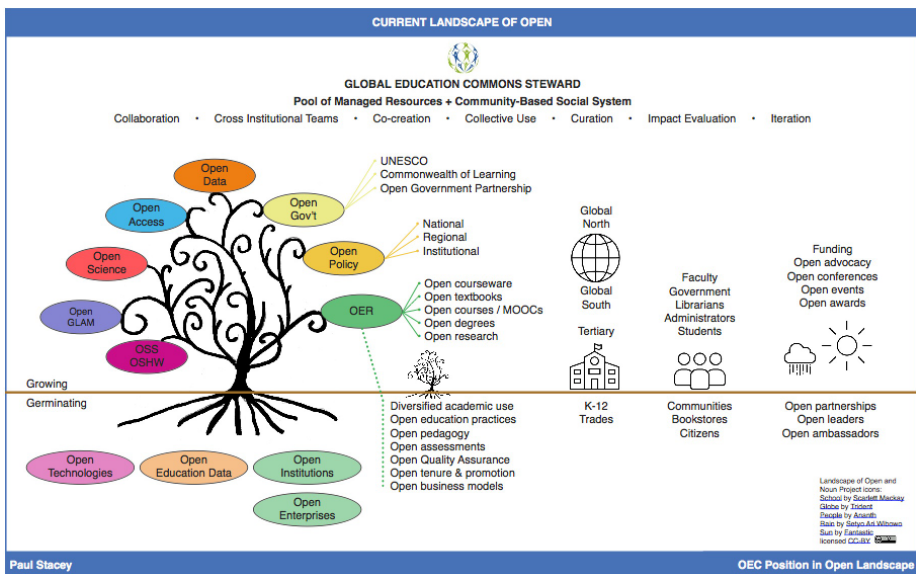 CURRENT LANDSCAPE OF OPEN
GLOBAL EDUCATION COMMONS STEWARD
Pool of Managed Resources + Community-Based Social System
Collaboration • Cross Institutional Teams • Co-creation • Collective Use • Curation • Impact Evaluation • Iteration
Open
Data
Open
Access
Open
Science
Open
GLAM
OSS
OSHW
Open
Gov't
UNESCO
Commonwealth of Learning
Open Government Partnership
Open
Policy
National
Regional
Institutional
OER
Open courseware
Open textbooks
Open courses / MOOCs
Open degrees
Open research
Global
North
Global
South
Tertiary
Faculty
Government
Librarians
Administrators
Students
Funding
Open advocacy
Open conferences
Open events
Open awards
Growing
Germinating
Diversified academic use
Open education practices
Open pedagogy
Open assessments
Open Quality Assurance
Open tenure & promotion
Open business models
K-12
Trades
Communities
Bookstores
Citizens
Open partnerships
Open leaders
Open ambassadors
Open
Technologies
Open
Education Data
Open
Institutions
Open
Enterprises
Landscape of Open and
Noun Project icons:
School by Scarlett Mackay
Globe by Trident
People by Ananth
Rain by Setyo Ari Wibowo
Sun by Fantastic
licensed CC-BY
Paul Stacey
OEC Position in Open Landscape